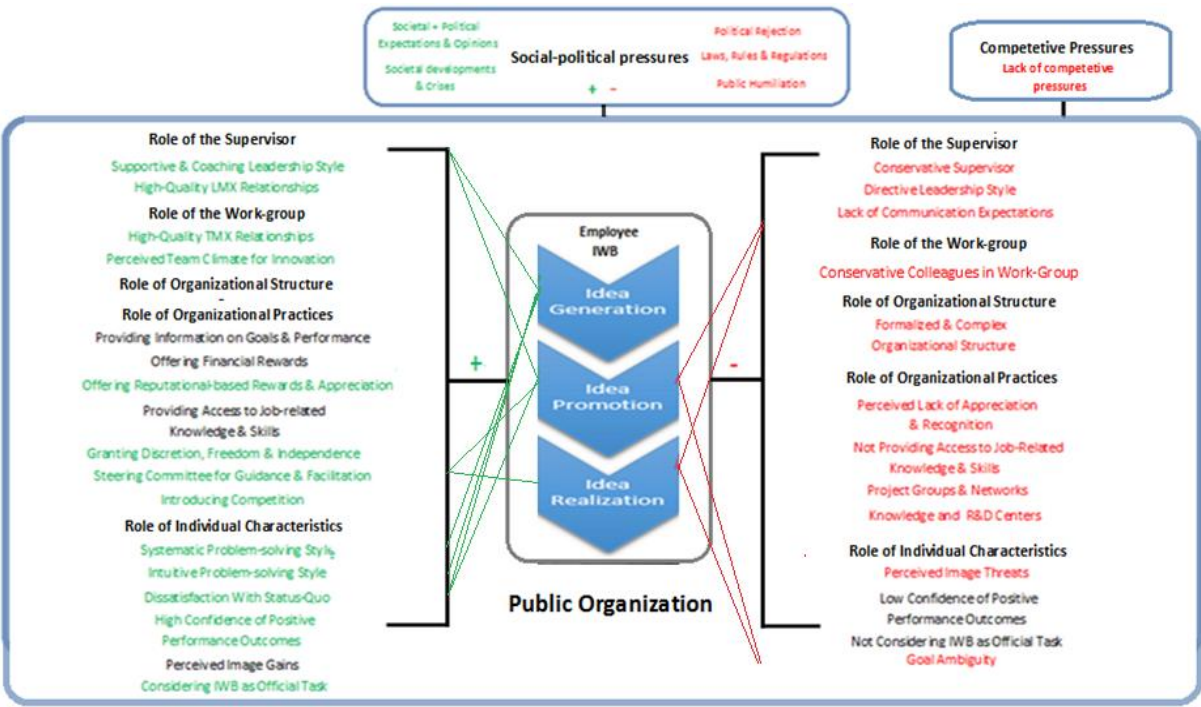 Societal + Political
Expectations & Opinions
Societal developments
& Crises
Social-political pressures
+ -
Political Rejection
Laws, Rules & Regulations
Public Humiliation
Competetive Pressures
Lack of competetive
pressures
Role of the Supervisor
Supportive & Coaching Leadership Style
High-Quality LMX Relationships
Role of the Work-group
High-Quality TMX Relationships
Perceived Team Climate for Innovation
Role of Organizational Structure
-
Role of Organizational Practices
Providing Information on Goals & Performance
Offering Financial Rewards
Offering Reputational-based Rewards & Appreciation
Providing Access to Job-related
Knowledge & Skills
Granting Discretion, Freedom & Independence
Steering Committee for Guidance & Facilitation
Introducing Competition
Role of Individual Characteristics
Systematic Problem-solving Style
Intuitive Problem-solving Style
Dissatisfaction With Status-Quo
High Confidence of Positive
Performance Outcomes
Perceived Image Gains
Considering IWB as Official Task
+
Employee
IWB
Idea
Generation
Idea
Promotion
Idea
Realization
Public Organization
-
Role of the Supervisor
Conservative Supervisor
Directive Leadership Style
Lack of Communication Expectations
Role of the Work-group
Conservative Colleagues in Work-Group
Role of Organizational Structure
Formalized & Complex
Organizational Structure
Role of Organizational Practices
Perceived Lack of Appreciation
& Recognition
Not Providing Access to Job-Related
Knowledge & Skills
Project Groups & Networks
Knowledge and R&D Centers
Role of Individual Characteristics
Perceived Image Threats
Low Confidence of Positive
Performance Outcomes
Not Considering IWB as Official Task
Goal Ambiguity